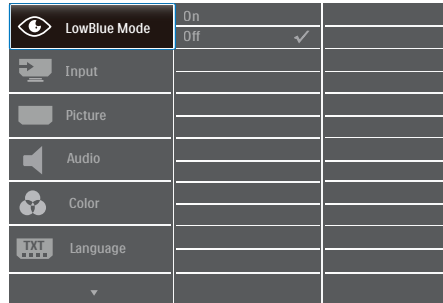 LowBlue Mode
On
Off
Input
Picture
Audio
Color
TXT
Language